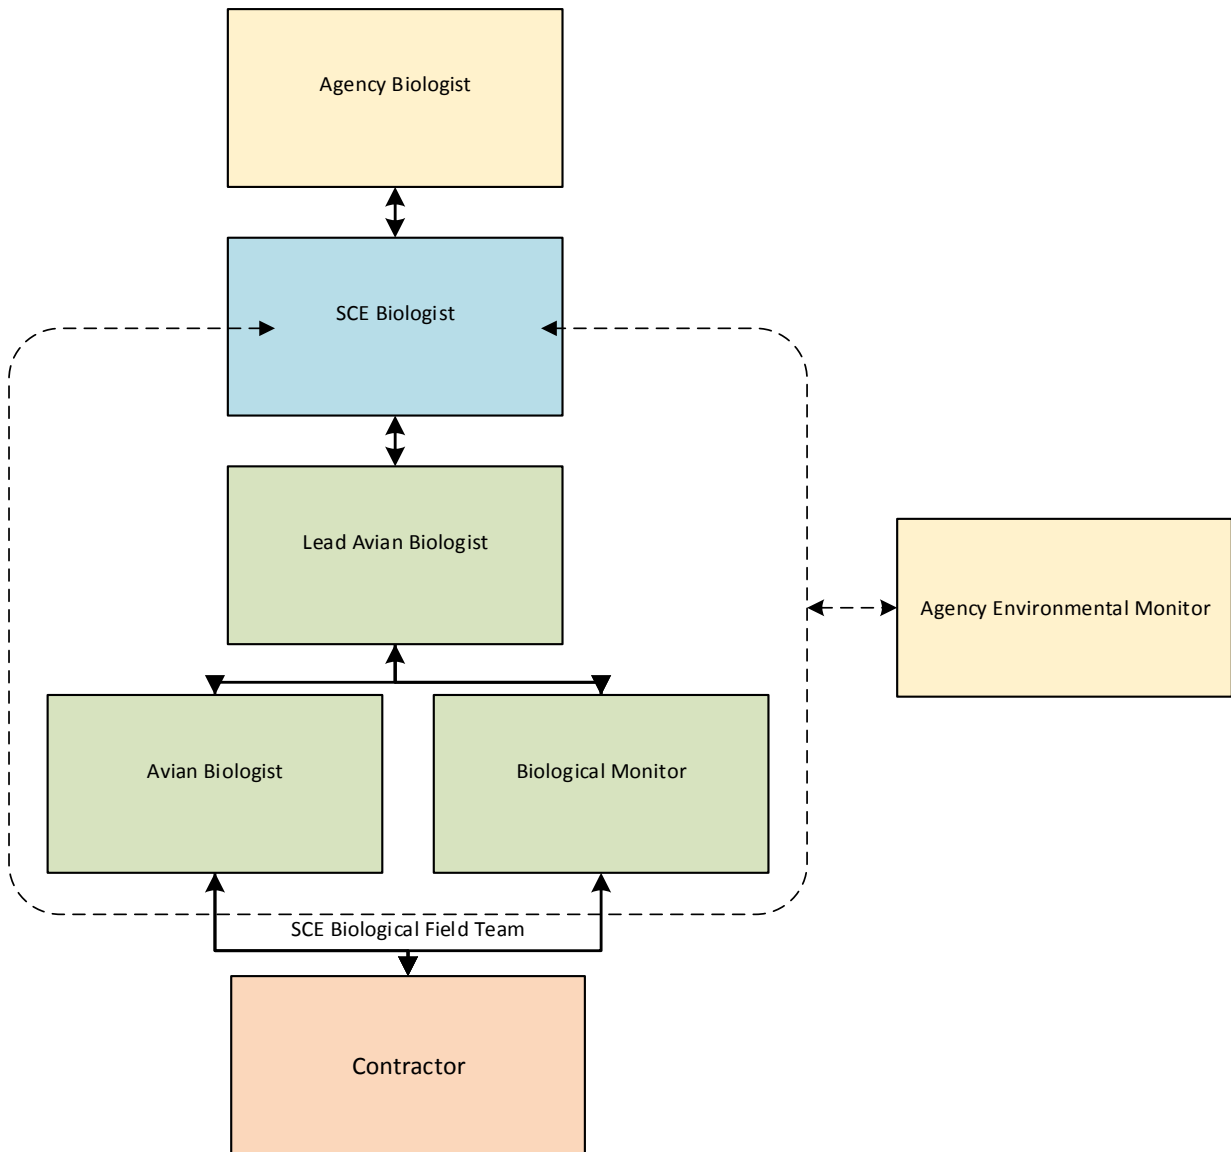 Agency Biologist
SCE Biologist
Lead Avian Biologist
Agency Environmental Monitor
Avian Biologist
Biological Monitor
SCE Biological Field Team
Contractor